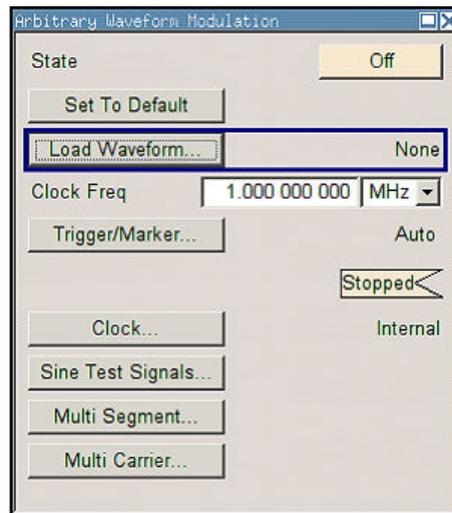 Arbitrary Waveform Modulation
State Off
Set To Default
Load Waveform... None
Clock Freq 1.000 000 000 MHz
Trigger/Marker... Auto
Stopped
Clock... Internal
Sine Test Signals...
Multi Segment...
Multi Carrier...